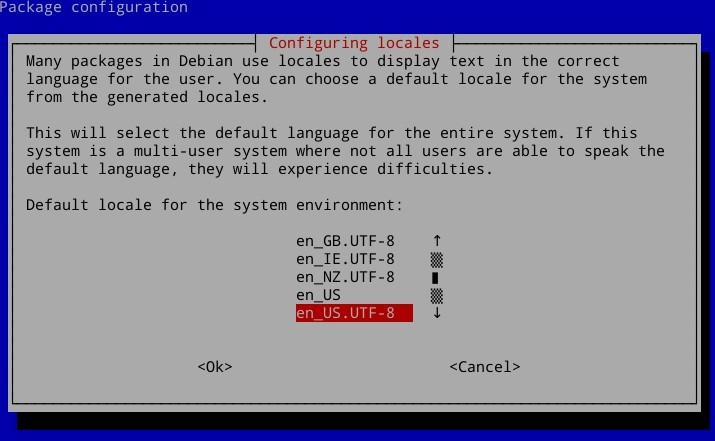 Package configuration
Configuring locales
Many packages in Debian use locales to display text in the correct
language for the user. You can choose a default locale for the system
from the generated locales.
This will select the default language for the entire system. If this
system is a multi-user system where not all users are able to speak the
default language, they will experience difficulties.
Default locale for the system environment:
en_GB.UTF-8 ↑
en_IE.UTF-8
en_NZ.UTF-8
en_US
en_US.UTF-8 ↓
<Ok> <Cancel>